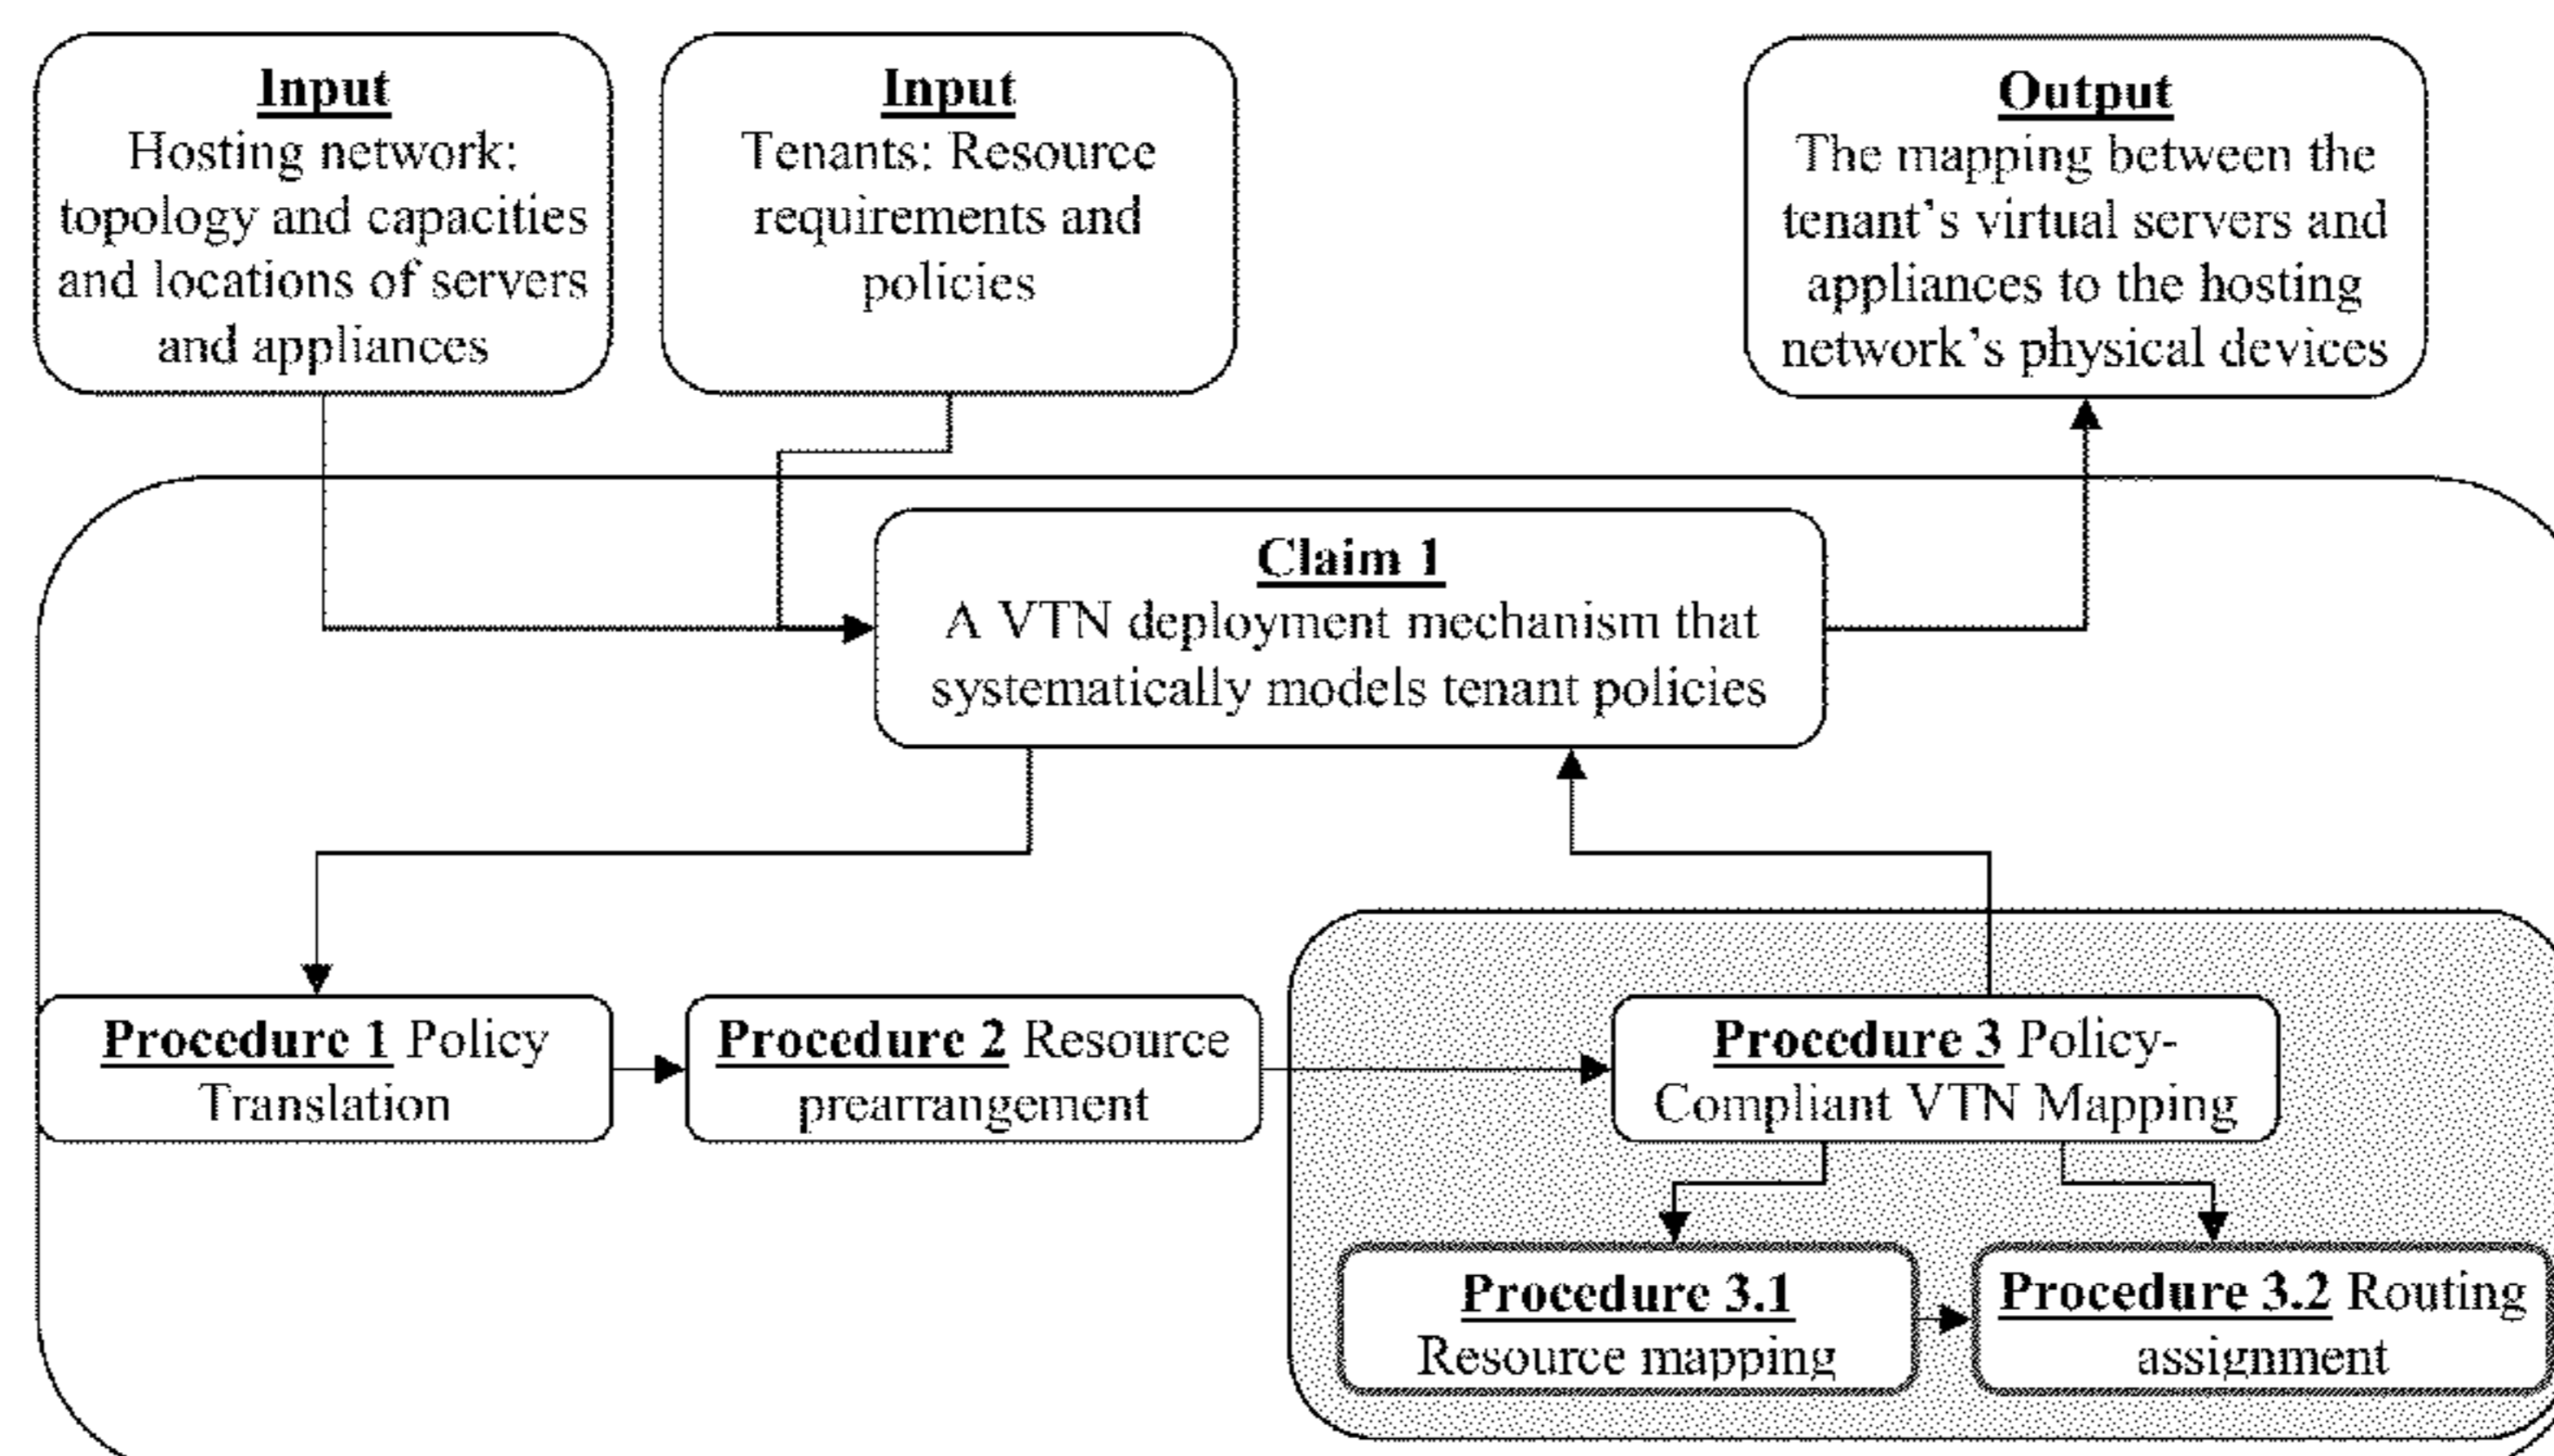 Input
Hosting network:
topology and capacities
and locations of servers
and appliances
Input
Tenants: Resource
requirements and
policies
Output
The mapping between the
tenant's virtual servers and
appliances to the hosting
network's physical devices
Claim 1
A VTN deployment mechanism that
systematically models tenant policies
Procedure 1 Policy
Translation
Procedure 2 Resource
prearrangement
Procedure 3 Policy-
Compliant VTN Mapping
Procedure 3.1
Resource mapping
Procedure 3.2 Routing
assignment